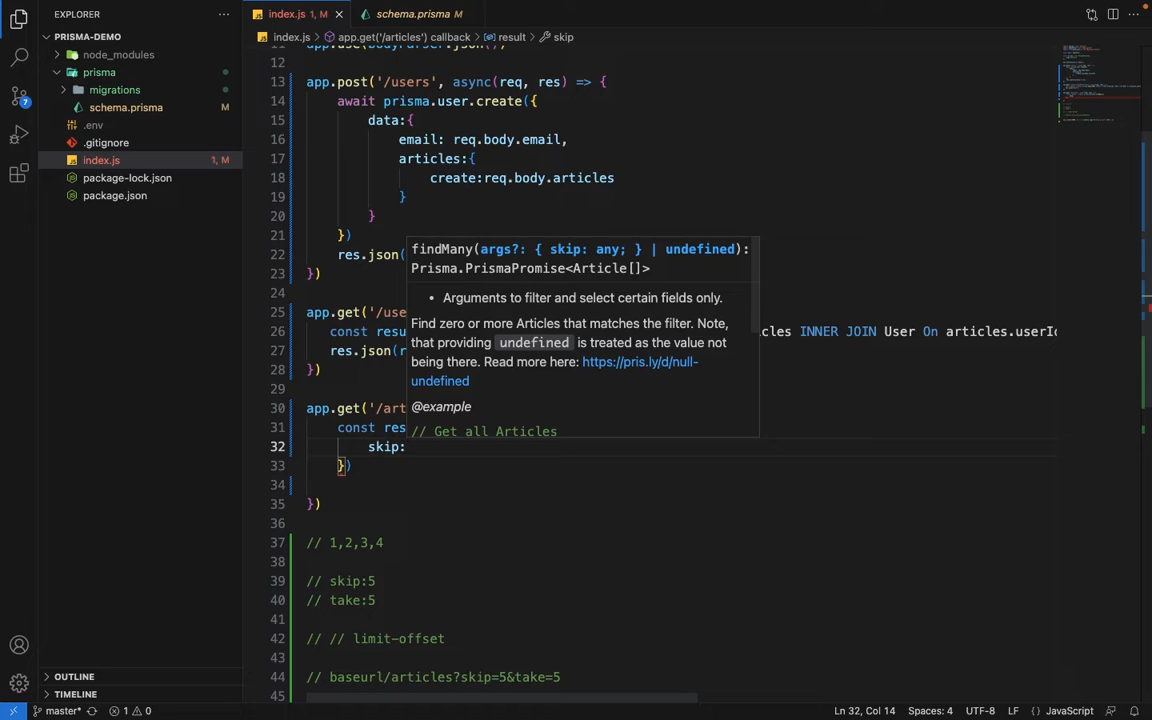 EXPLORER
index.js 1, M
schema.prisma M
PRISMA-DEMO
node_modules
prisma
migrations
schema.prisma M
.env
.gitignore
index.js 1, M
package-lock.json
package.json
OUTLINE
TIMELINE
index.js > app.get('/articles') callback > result > skip
12
13 app.post('/users', async(req, res) => {
14 await prisma.user.create({
15 data:{
16 email: req.body.email,
17 articles:{
18 create:req.body.articles
19 }
20 }
21 })
22 res.json(
23 })
24
25 app.get('/use
26 const resu cles INNER JOIN User On articles.userI
27 res.json(r
28 })
29
30 app.get('/art
31 const res
32 skip:
33 })
34
35 })
36
37 // 1,2,3,4
38
39 // skip:5
40 // take:5
41
42 // // limit-offset
43
44 // baseurl/articles?skip=5&take=5
45
findMany(args?: { skip: any; } | undefined):
Prisma.PrismaPromise<Article[]>
• Arguments to filter and select certain fields only.
Find zero or more Articles that matches the filter. Note,
that providing undefined is treated as the value not
being there. Read more here: https://pris.ly/d/null-
undefined
@example
// Get all Articles
7
master* 1 0
Ln 32, Col 14 Spaces: 4 UTF-8 LF { } JavaScript